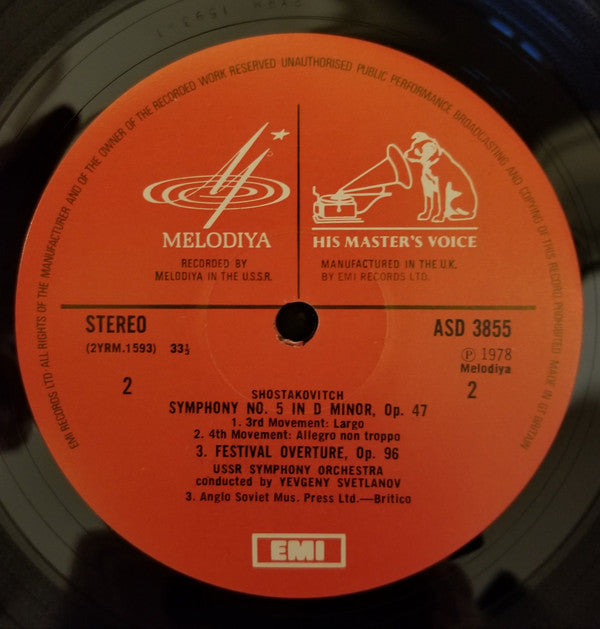 EMI RECORDS LTD·ALL RIGHTS OF THE MANUFACTURER AND OF THE OWNER OF THE RECORDED WORK RESERVED UNAUTHORISED PUBLIC PERFORMANCE BROADCASTING AND COPYING OF THIS RECORD PROHIBITED MADE IN GT BRITAIN
MELODIYA
RECORDED BY
MELODIYA IN THE U.S.S.R.
HIS MASTER'S VOICE
MANUFACTURED IN THE U.K.
BY EMI RECORDS LTD.
STEREO
(2YRM.1593) 33⅓
2
ASD 3855
Ⓟ 1978
Melodiya
2
SHOSTAKOVITCH
SYMPHONY NO. 5 IN D MINOR, Op. 47
1. 3rd Movement: Largo
2. 4th Movement: Allegro non troppo
3. FESTIVAL OVERTURE, Op. 96
USSR SYMPHONY ORCHESTRA
conducted by YEVGENY SVETLANOV
3. Anglo Soviet Mus. Press Ltd.—Britico
EMI